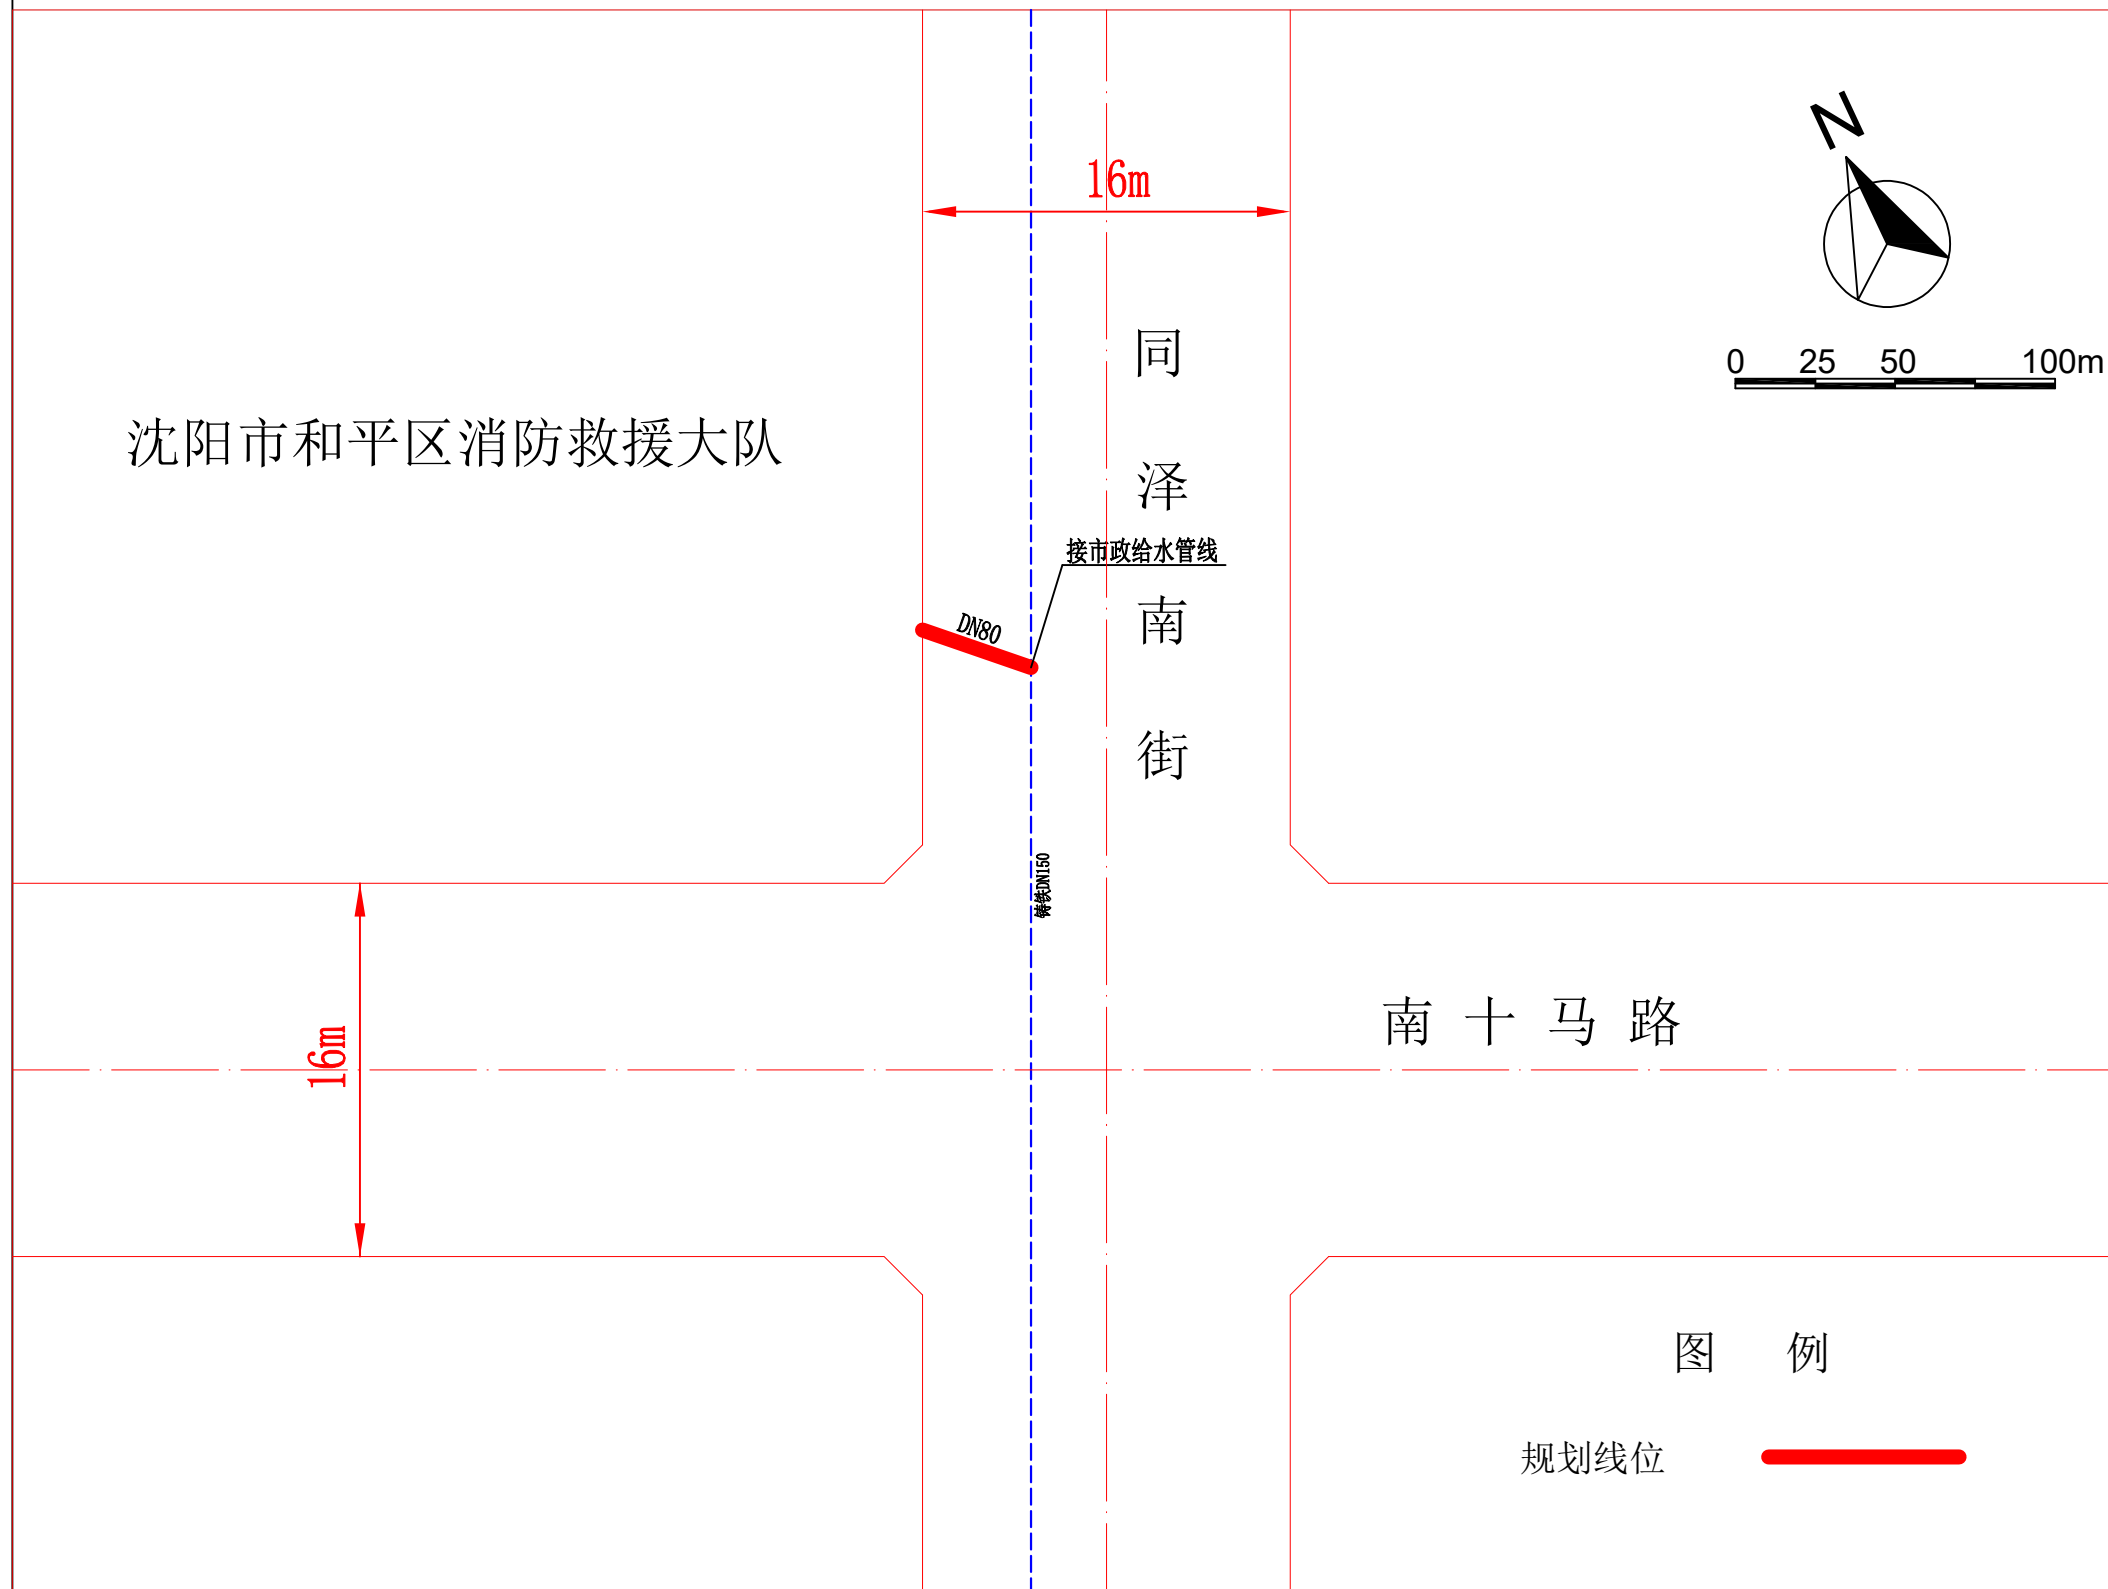 N
16m
0 25 50 100m
同泽南街
沈阳市和平区消防救援大队
接市政给水管线
DN80
铸铁DN150
南十马路
16m
图 例
规划线位